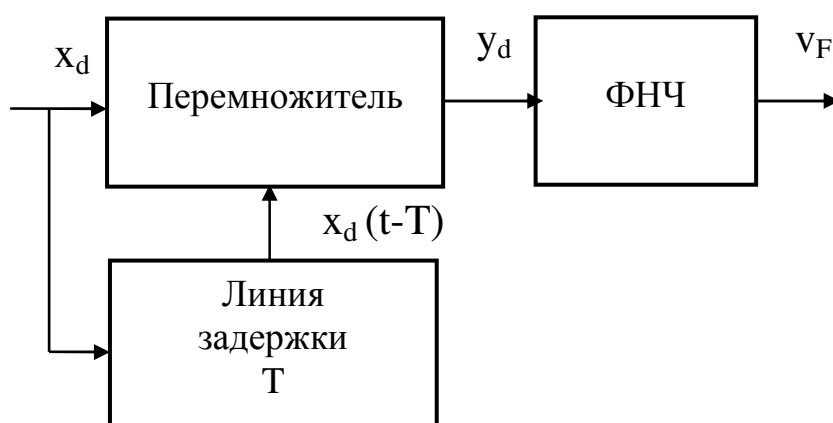 x_d
Перемножитель
y_d
ФНЧ
v_F
x_d (t-T)
Линия
задержки
T